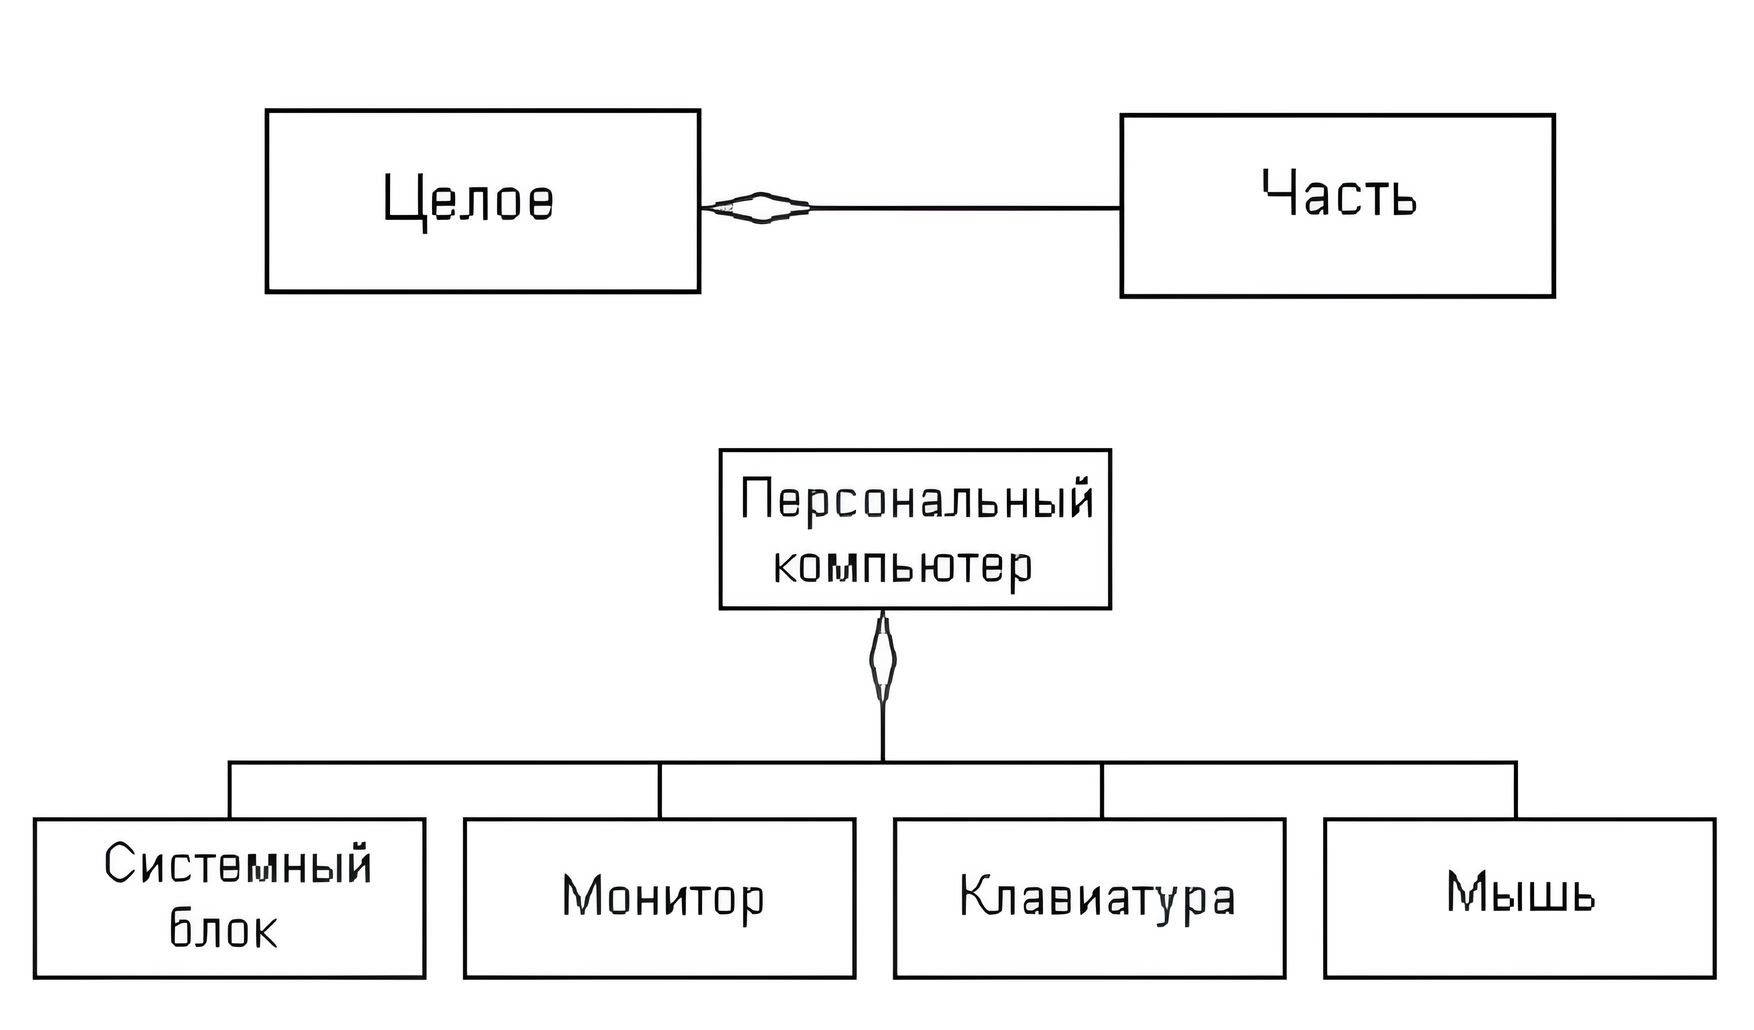 Целое
Часть
Персональный
компьютер
Системный
блок
Монитор
Клавиатура
Мышь